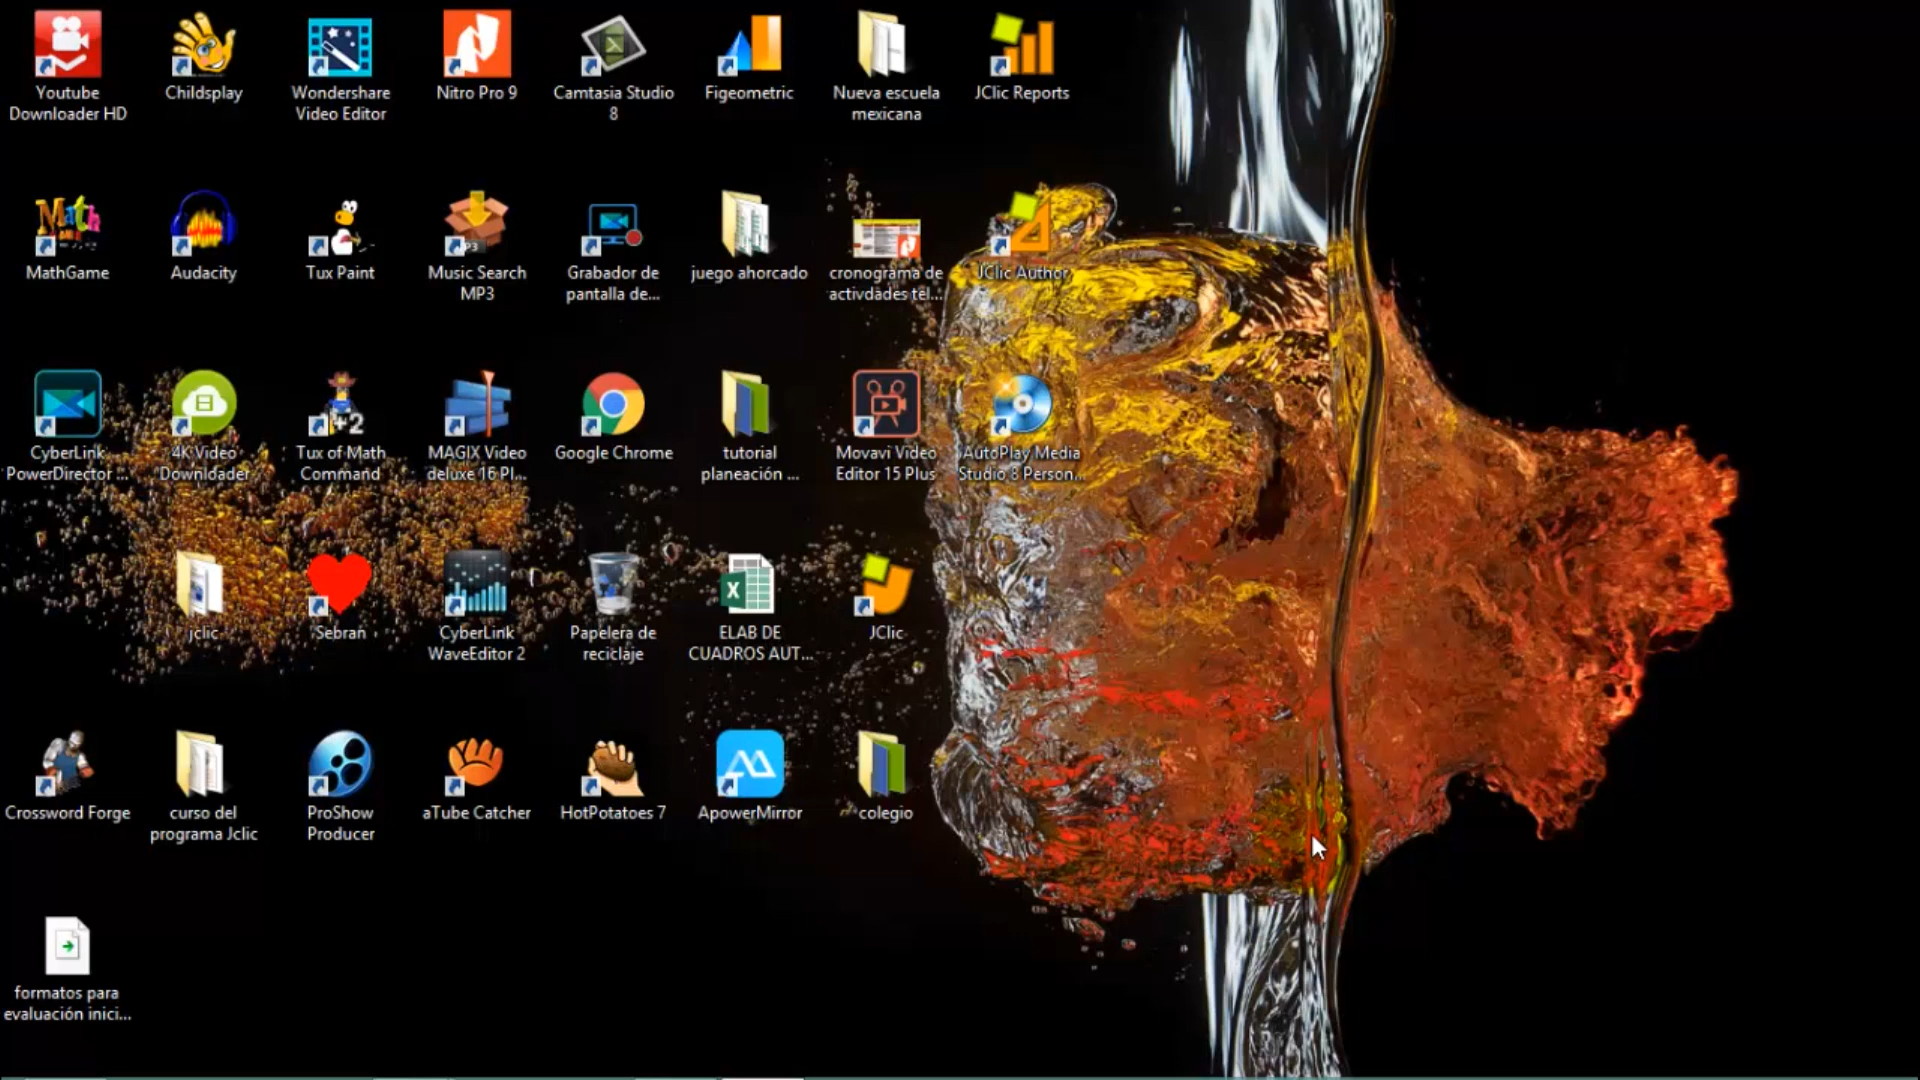 Youtube
Downloader HD
Childsplay
Wondershare
Video Editor
Nitro Pro 9
Camtasia Studio
8
Figeometric
Nueva escuela
mexicana
JClic Reports
Math
MathGame
Audacity
Tux Paint
MP3
Music Search
MP3
Grabador de
pantalla de...
juego ahorcado
cronograma de
activdades tel...
JClic Author
CyberLink
PowerDirector ...
4K Video
Downloader
+2
Tux of Math
Command
MAGIX Video
deluxe 16 Pl...
Google Chrome
tutorial
planeación ...
Movavi Video
Editor 15 Plus
AutoPlay Media
Studio 8 Person...
jclic
Sebran
CyberLink
WaveEditor 2
Papelera de
reciclaje
X
ELAB DE
CUADROS AUT...
JClic
Crossword Forge
curso del
programa Jclic
ProShow
Producer
aTube Catcher
HotPotatoes 7
ApowerMirror
colegio
formatos para
evaluación inici...